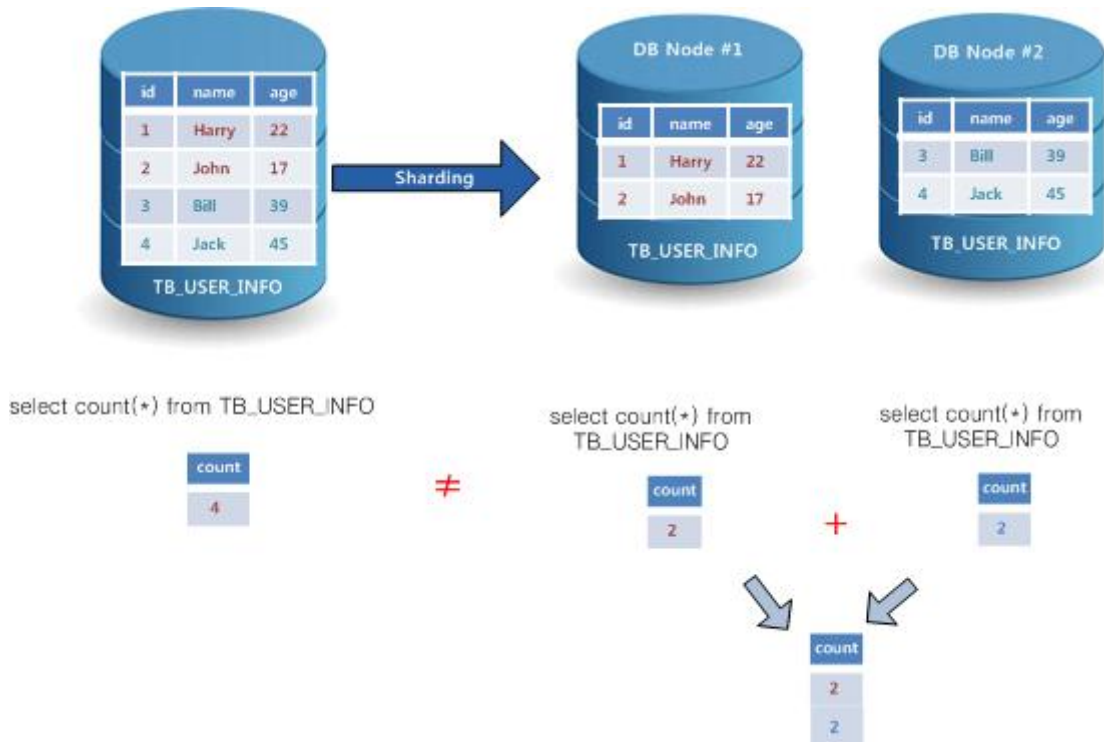 id name age
1 Harry 22
2 John 17
3 Bill 39
4 Jack 45
TB_USER_INFO
Sharding
DB Node #1
id name age
1 Harry 22
2 John 17
TB_USER_INFO
DB Node #2
id name age
3 Bill 39
4 Jack 45
TB_USER_INFO
select count(*) from TB_USER_INFO
count
4
≠
select count(*) from
TB_USER_INFO
count
2
+
select count(*) from
TB_USER_INFO
count
2
count
2
2